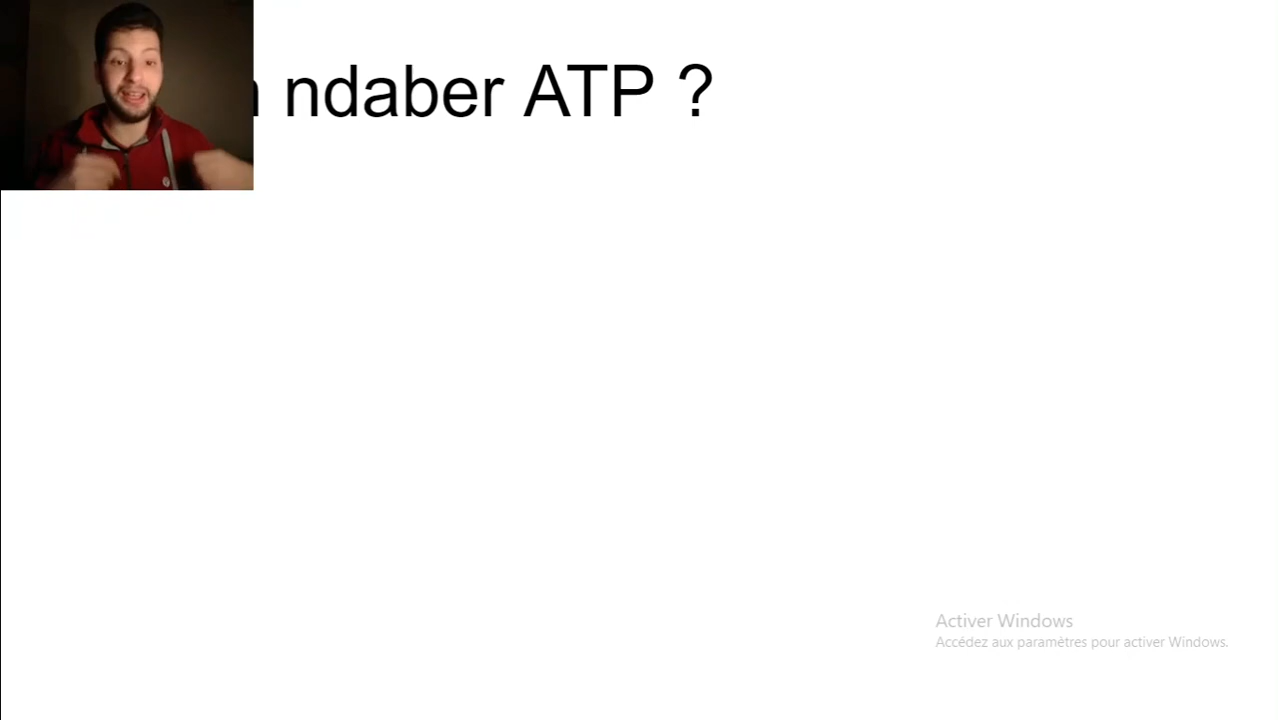 ndaber ATP ?
Activer Windows
Accédez aux paramètres pour activer Windows.